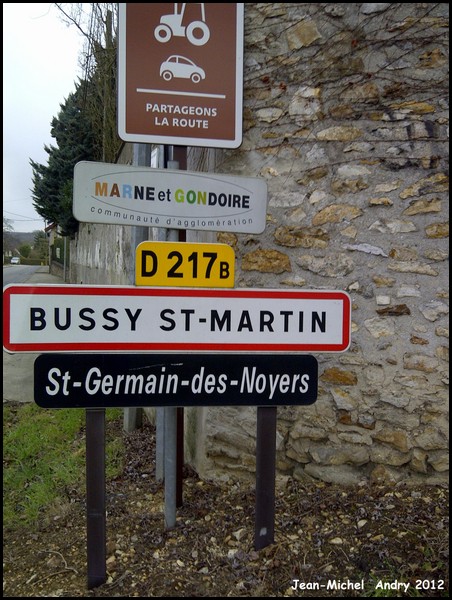 PARTAGEONS
LA ROUTE
MARNE et GONDOIRE
communauté d'agglomération
D 217B
BUSSY ST-MARTIN
St-Germain-des-Noyers
Jean-Michel Andry 2012